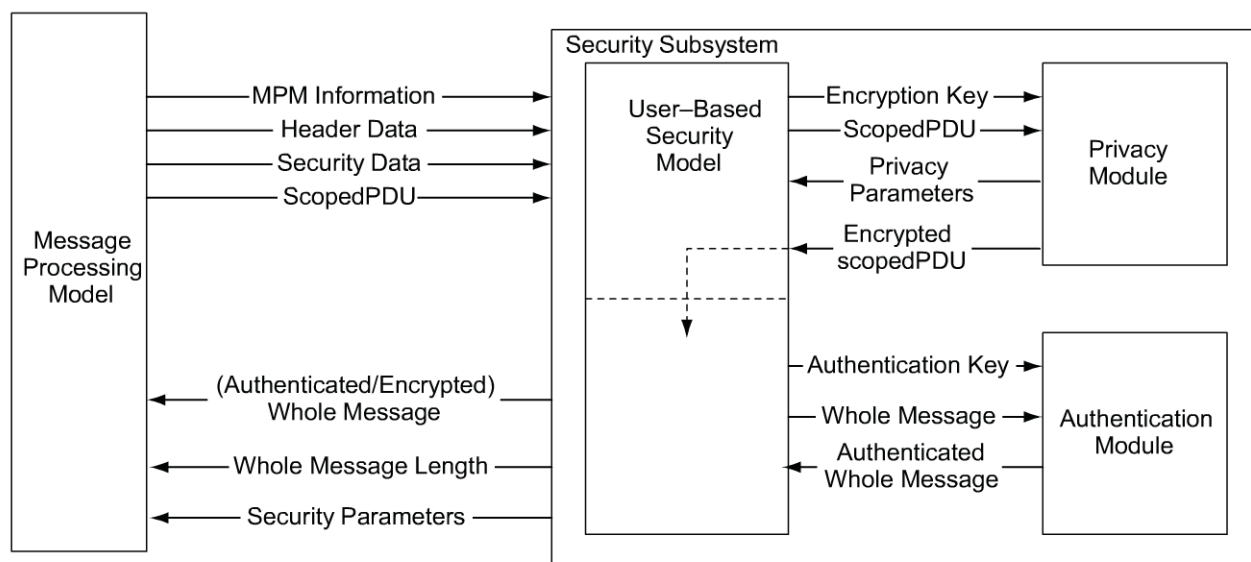 Security Subsystem
MPM Information
Header Data
Security Data
ScopedPDU
Message
Processing
Model
(Authenticated/Encrypted)
Whole Message
Whole Message Length
Security Parameters
User–Based
Security
Model
Encryption Key
ScopedPDU
Privacy
Parameters
Encrypted
scopedPDU
Privacy
Module
Authentication Key
Whole Message
Authenticated
Whole Message
Authentication
Module